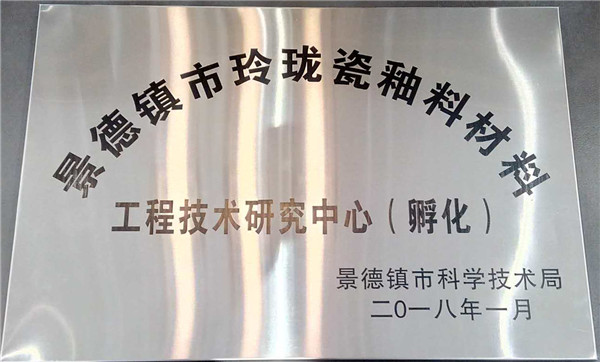 景德镇市玲珑瓷釉料材料
工程技术研究中心（孵化）
景德镇市科学技术局
二〇一八年一月